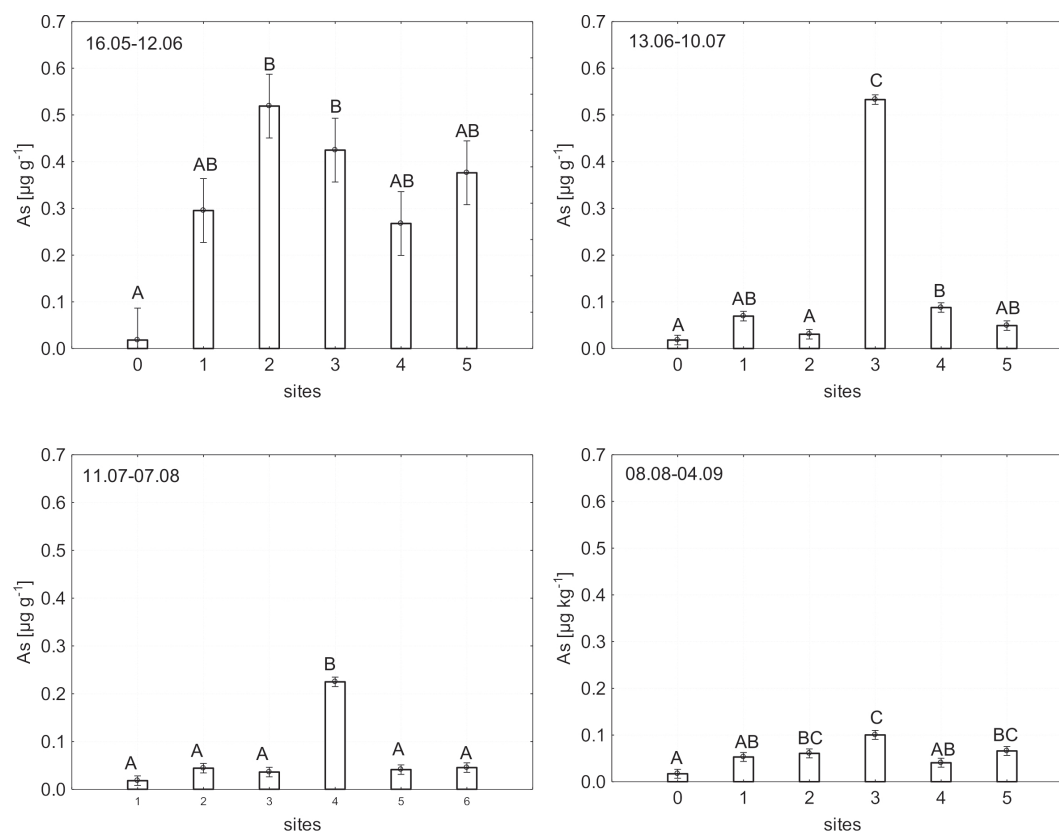 16.05-12.06
As [µg g-1]
0.7
0.6
0.5
0.4
0.3
0.2
0.1
0.0
A
AB
B
B
AB
AB
0 1 2 3 4 5
sites
13.06-10.07
As [µg g-1]
0.7
0.6
0.5
0.4
0.3
0.2
0.1
0.0
A
AB
A
C
B
AB
0 1 2 3 4 5
sites
11.07-07.08
As [µg g-1]
0.7
0.6
0.5
0.4
0.3
0.2
0.1
0.0
A
A
A
B
A
A
1 2 3 4 5 6
sites
08.08-04.09
As [µg kg-1]
0.7
0.6
0.5
0.4
0.3
0.2
0.1
0.0
A
AB
BC
C
AB
BC
0 1 2 3 4 5
sites